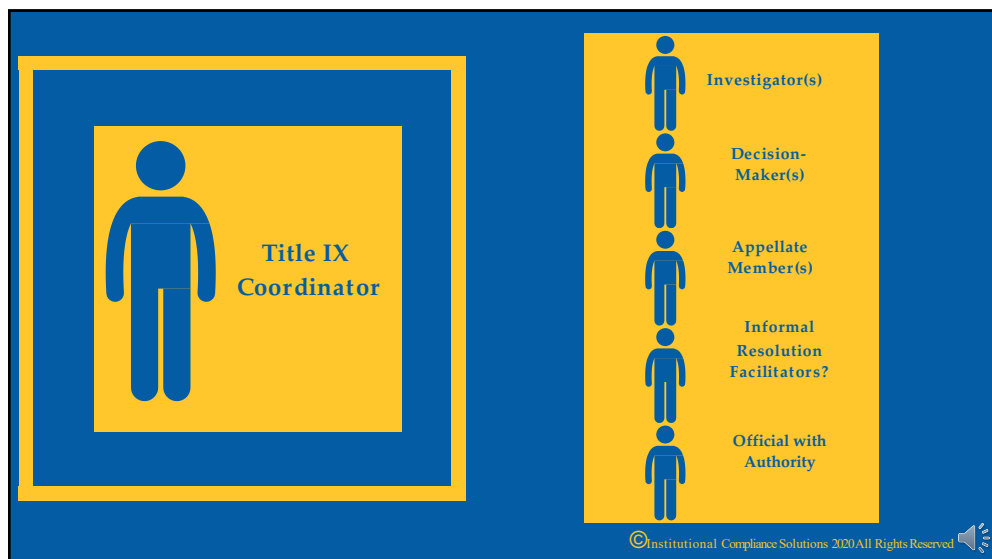 Title IX
Coordinator
Investigator(s)
Decision-
Maker(s)
Appellate
Member(s)
Informal
Resolution
Facilitators?
Official with
Authority
©Institutional Compliance Solutions 2020 All Rights Reserved